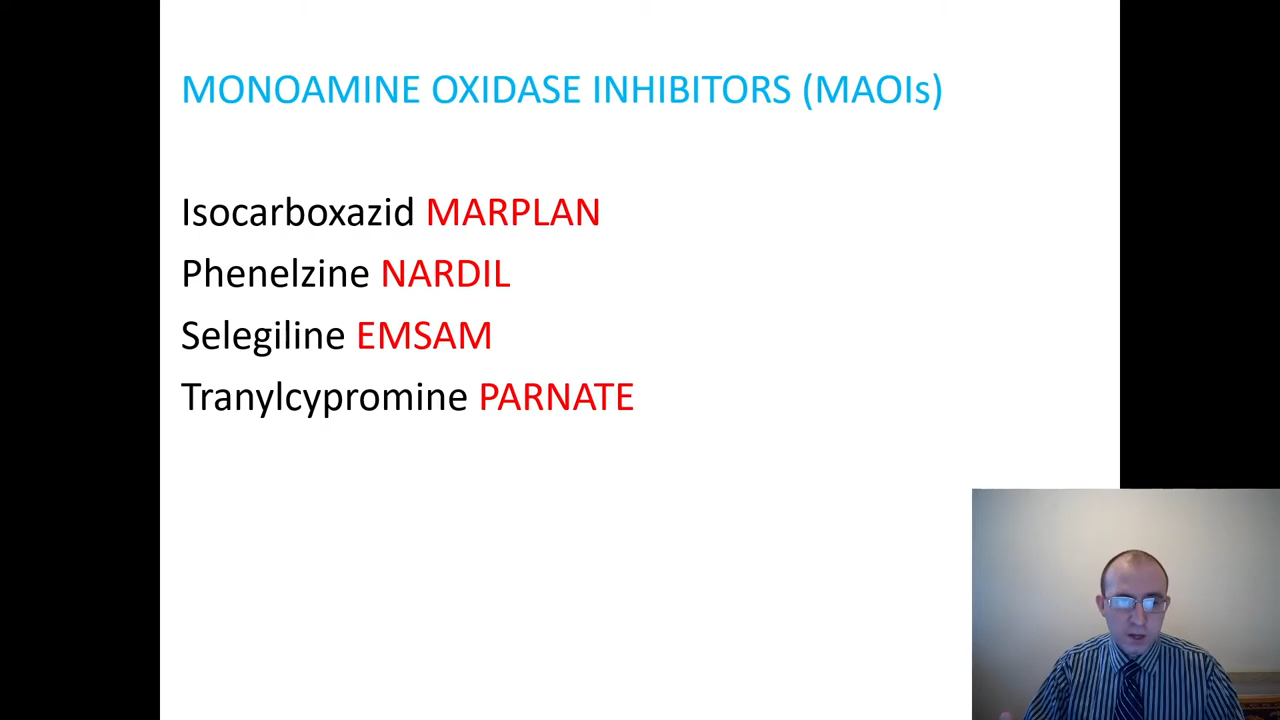 MONOAMINE OXIDASE INHIBITORS (MAOIs)
Isocarboxazid MARPLAN
Phenelzine NARDIL
Selegiline EMSAM
Tranylcypromine PARNATE